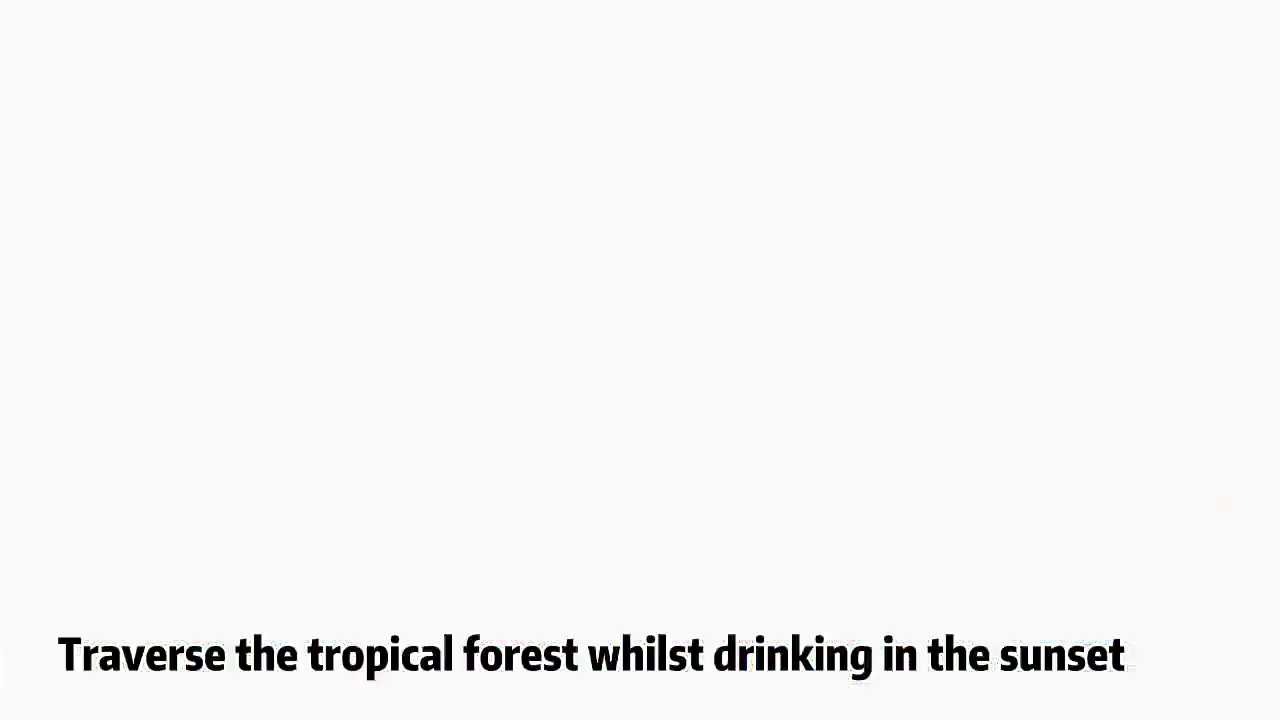 Traverse the tropical forest whilst drinking in the sunset